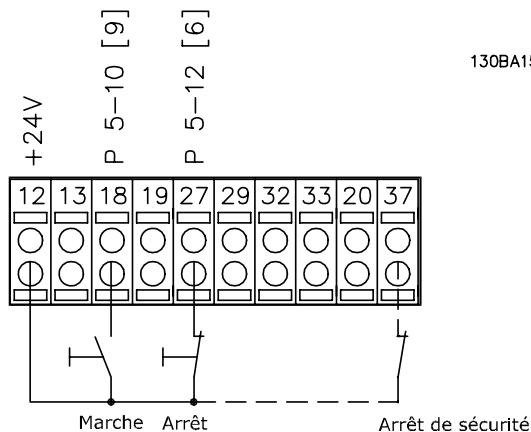 130BA15
+24V
P 5-10 [9]
P 5-12 [6]
12 13 18 19 27 29 32 33 20 37
Marche Arrêt Arrêt de sécurité